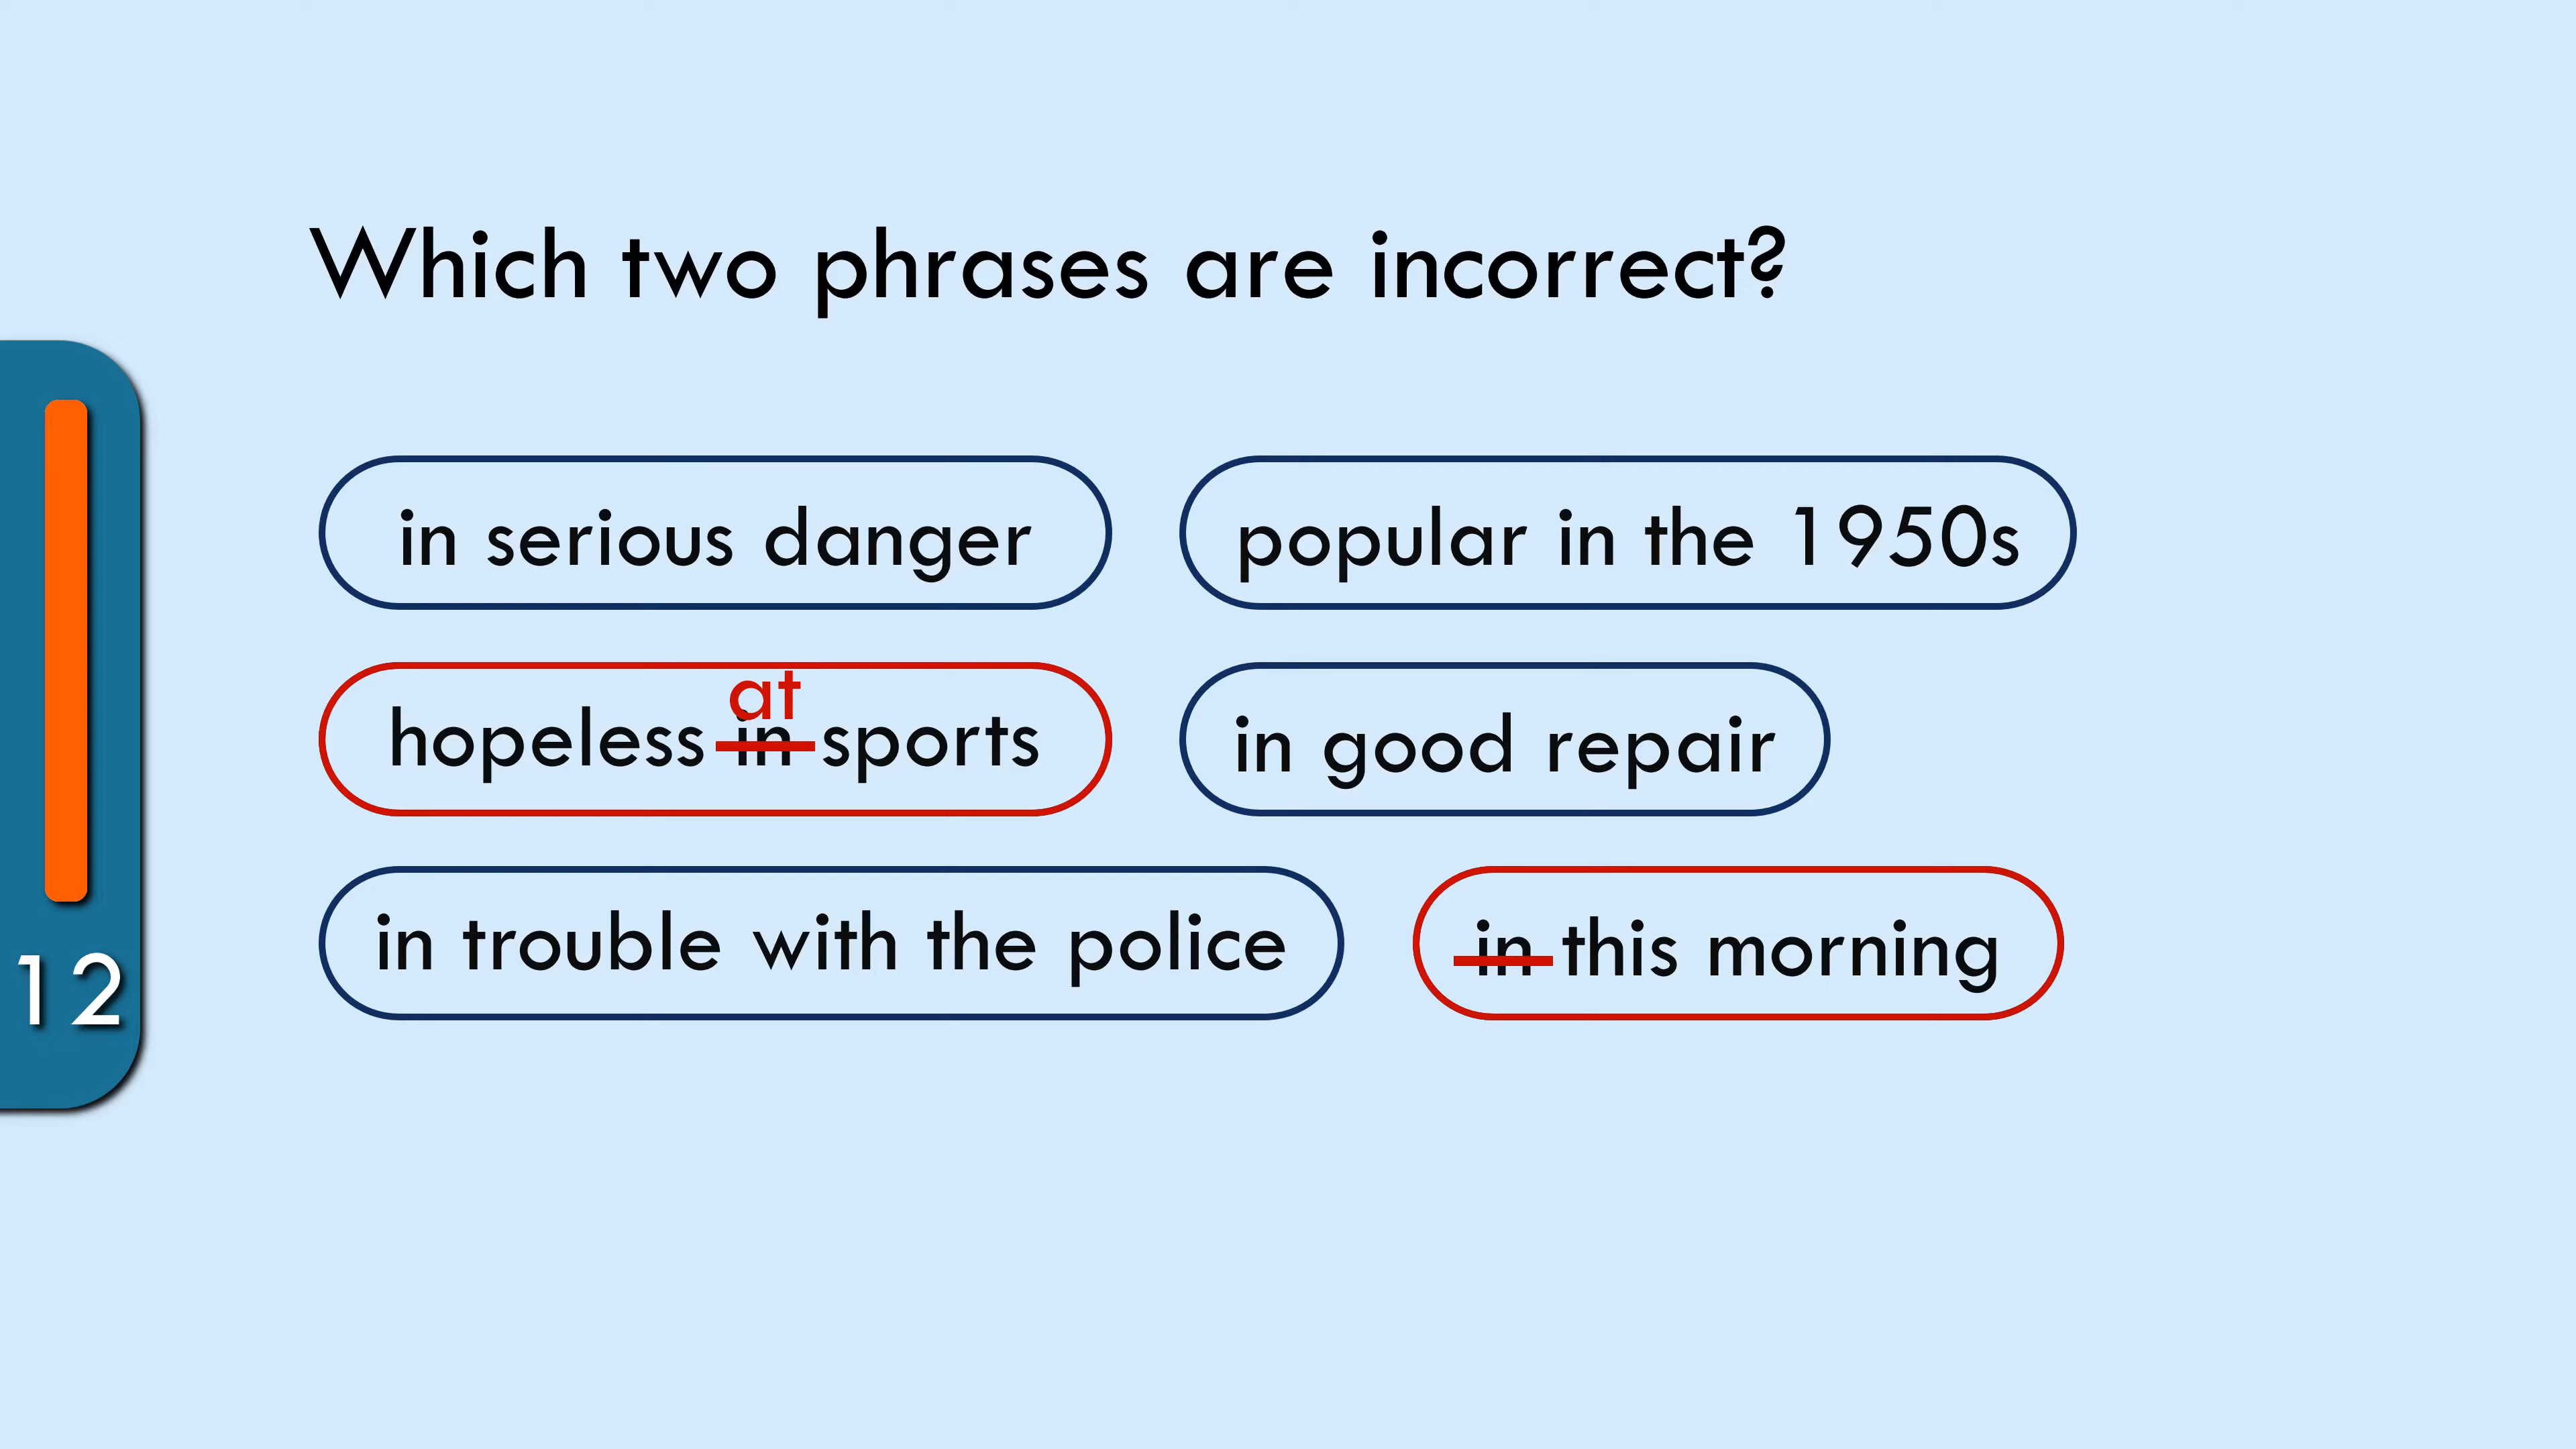 Which two phrases are incorrect?
in serious danger
popular in the 1950s
at
hopeless in sports
in good repair
in trouble with the police
in this morning
12